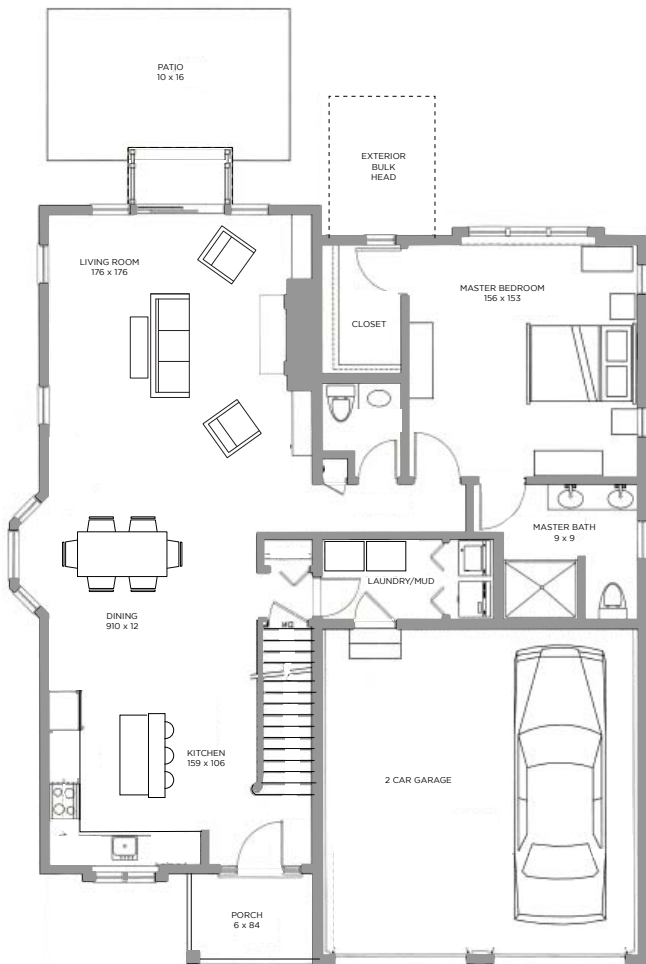 PATIO
10 x 16
EXTERIOR
BULK
HEAD
LIVING ROOM
176 x 176
MASTER BEDROOM
156 x 153
CLOSET
MASTER BATH
9 x 9
LAUNDRY/MUD
DINING
910 x 12
KITCHEN
159 x 106
2 CAR GARAGE
PORCH
6 x 84